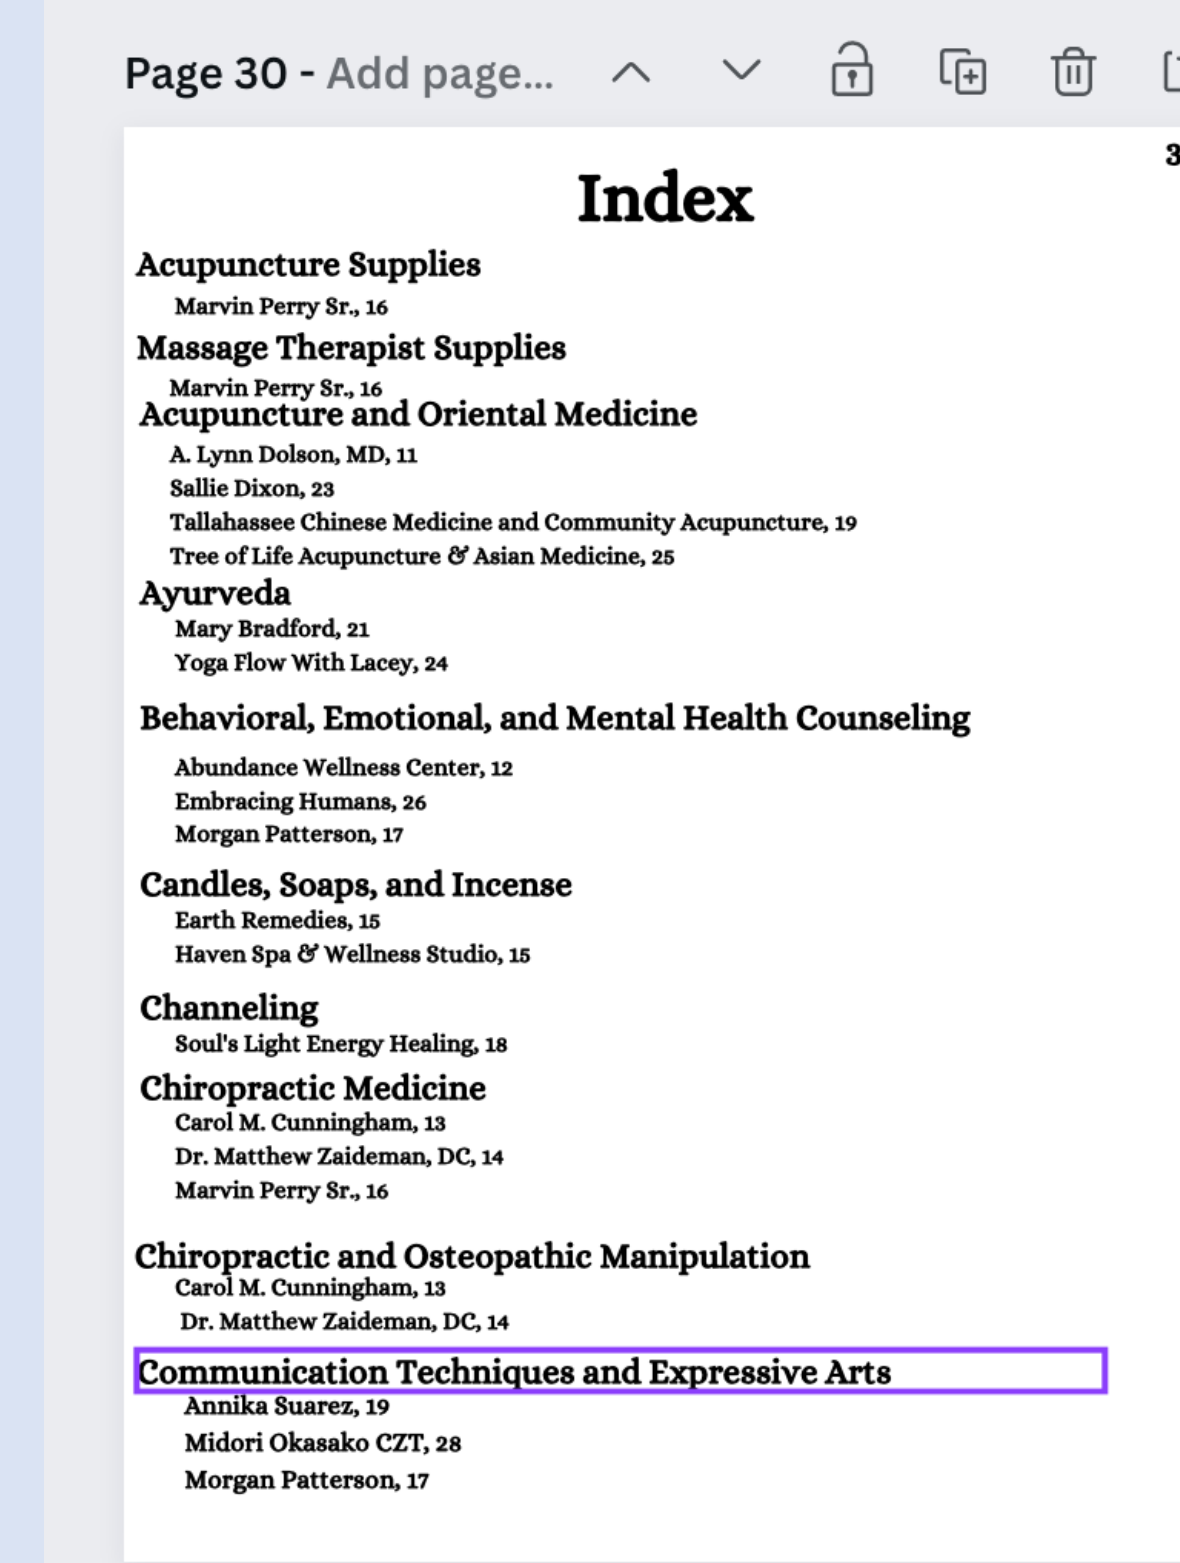 Page 30 - Add page...
3
Index
Acupuncture Supplies
Marvin Perry Sr., 16
Massage Therapist Supplies
Marvin Perry Sr., 16
Acupuncture and Oriental Medicine
A. Lynn Dolson, MD, 11
Sallie Dixon, 23
Tallahassee Chinese Medicine and Community Acupuncture, 19
Tree of Life Acupuncture & Asian Medicine, 25
Ayurveda
Mary Bradford, 21
Yoga Flow With Lacey, 24
Behavioral, Emotional, and Mental Health Counseling
Abundance Wellness Center, 12
Embracing Humans, 26
Morgan Patterson, 17
Candles, Soaps, and Incense
Earth Remedies, 15
Haven Spa & Wellness Studio, 15
Channeling
Soul's Light Energy Healing, 18
Chiropractic Medicine
Carol M. Cunningham, 13
Dr. Matthew Zaideman, DC, 14
Marvin Perry Sr., 16
Chiropractic and Osteopathic Manipulation
Carol M. Cunningham, 13
Dr. Matthew Zaideman, DC, 14
Communication Techniques and Expressive Arts
Annika Suarez, 19
Midori Okasako CZT, 28
Morgan Patterson, 17